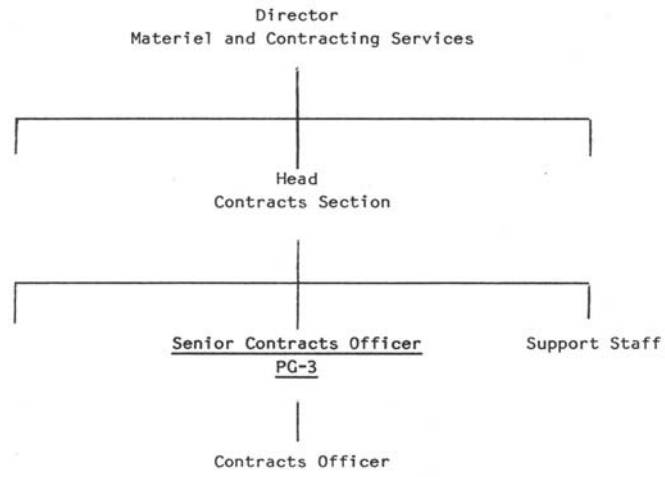 Director
Materiel and Contracting Services
Head
Contracts Section
Senior Contracts Officer
PG-3
Support Staff
Contracts Officer